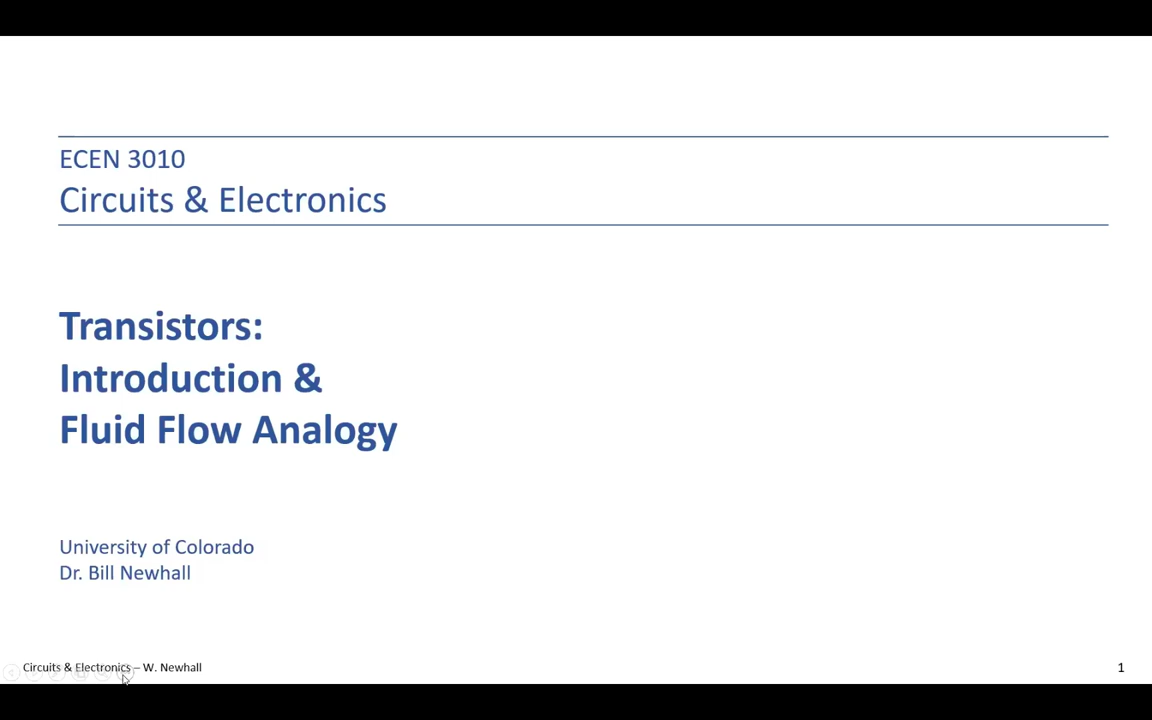 ECEN 3010
Circuits & Electronics
Transistors:
Introduction &
Fluid Flow Analogy
University of Colorado
Dr. Bill Newhall
Circuits & Electronics – W. Newhall
1